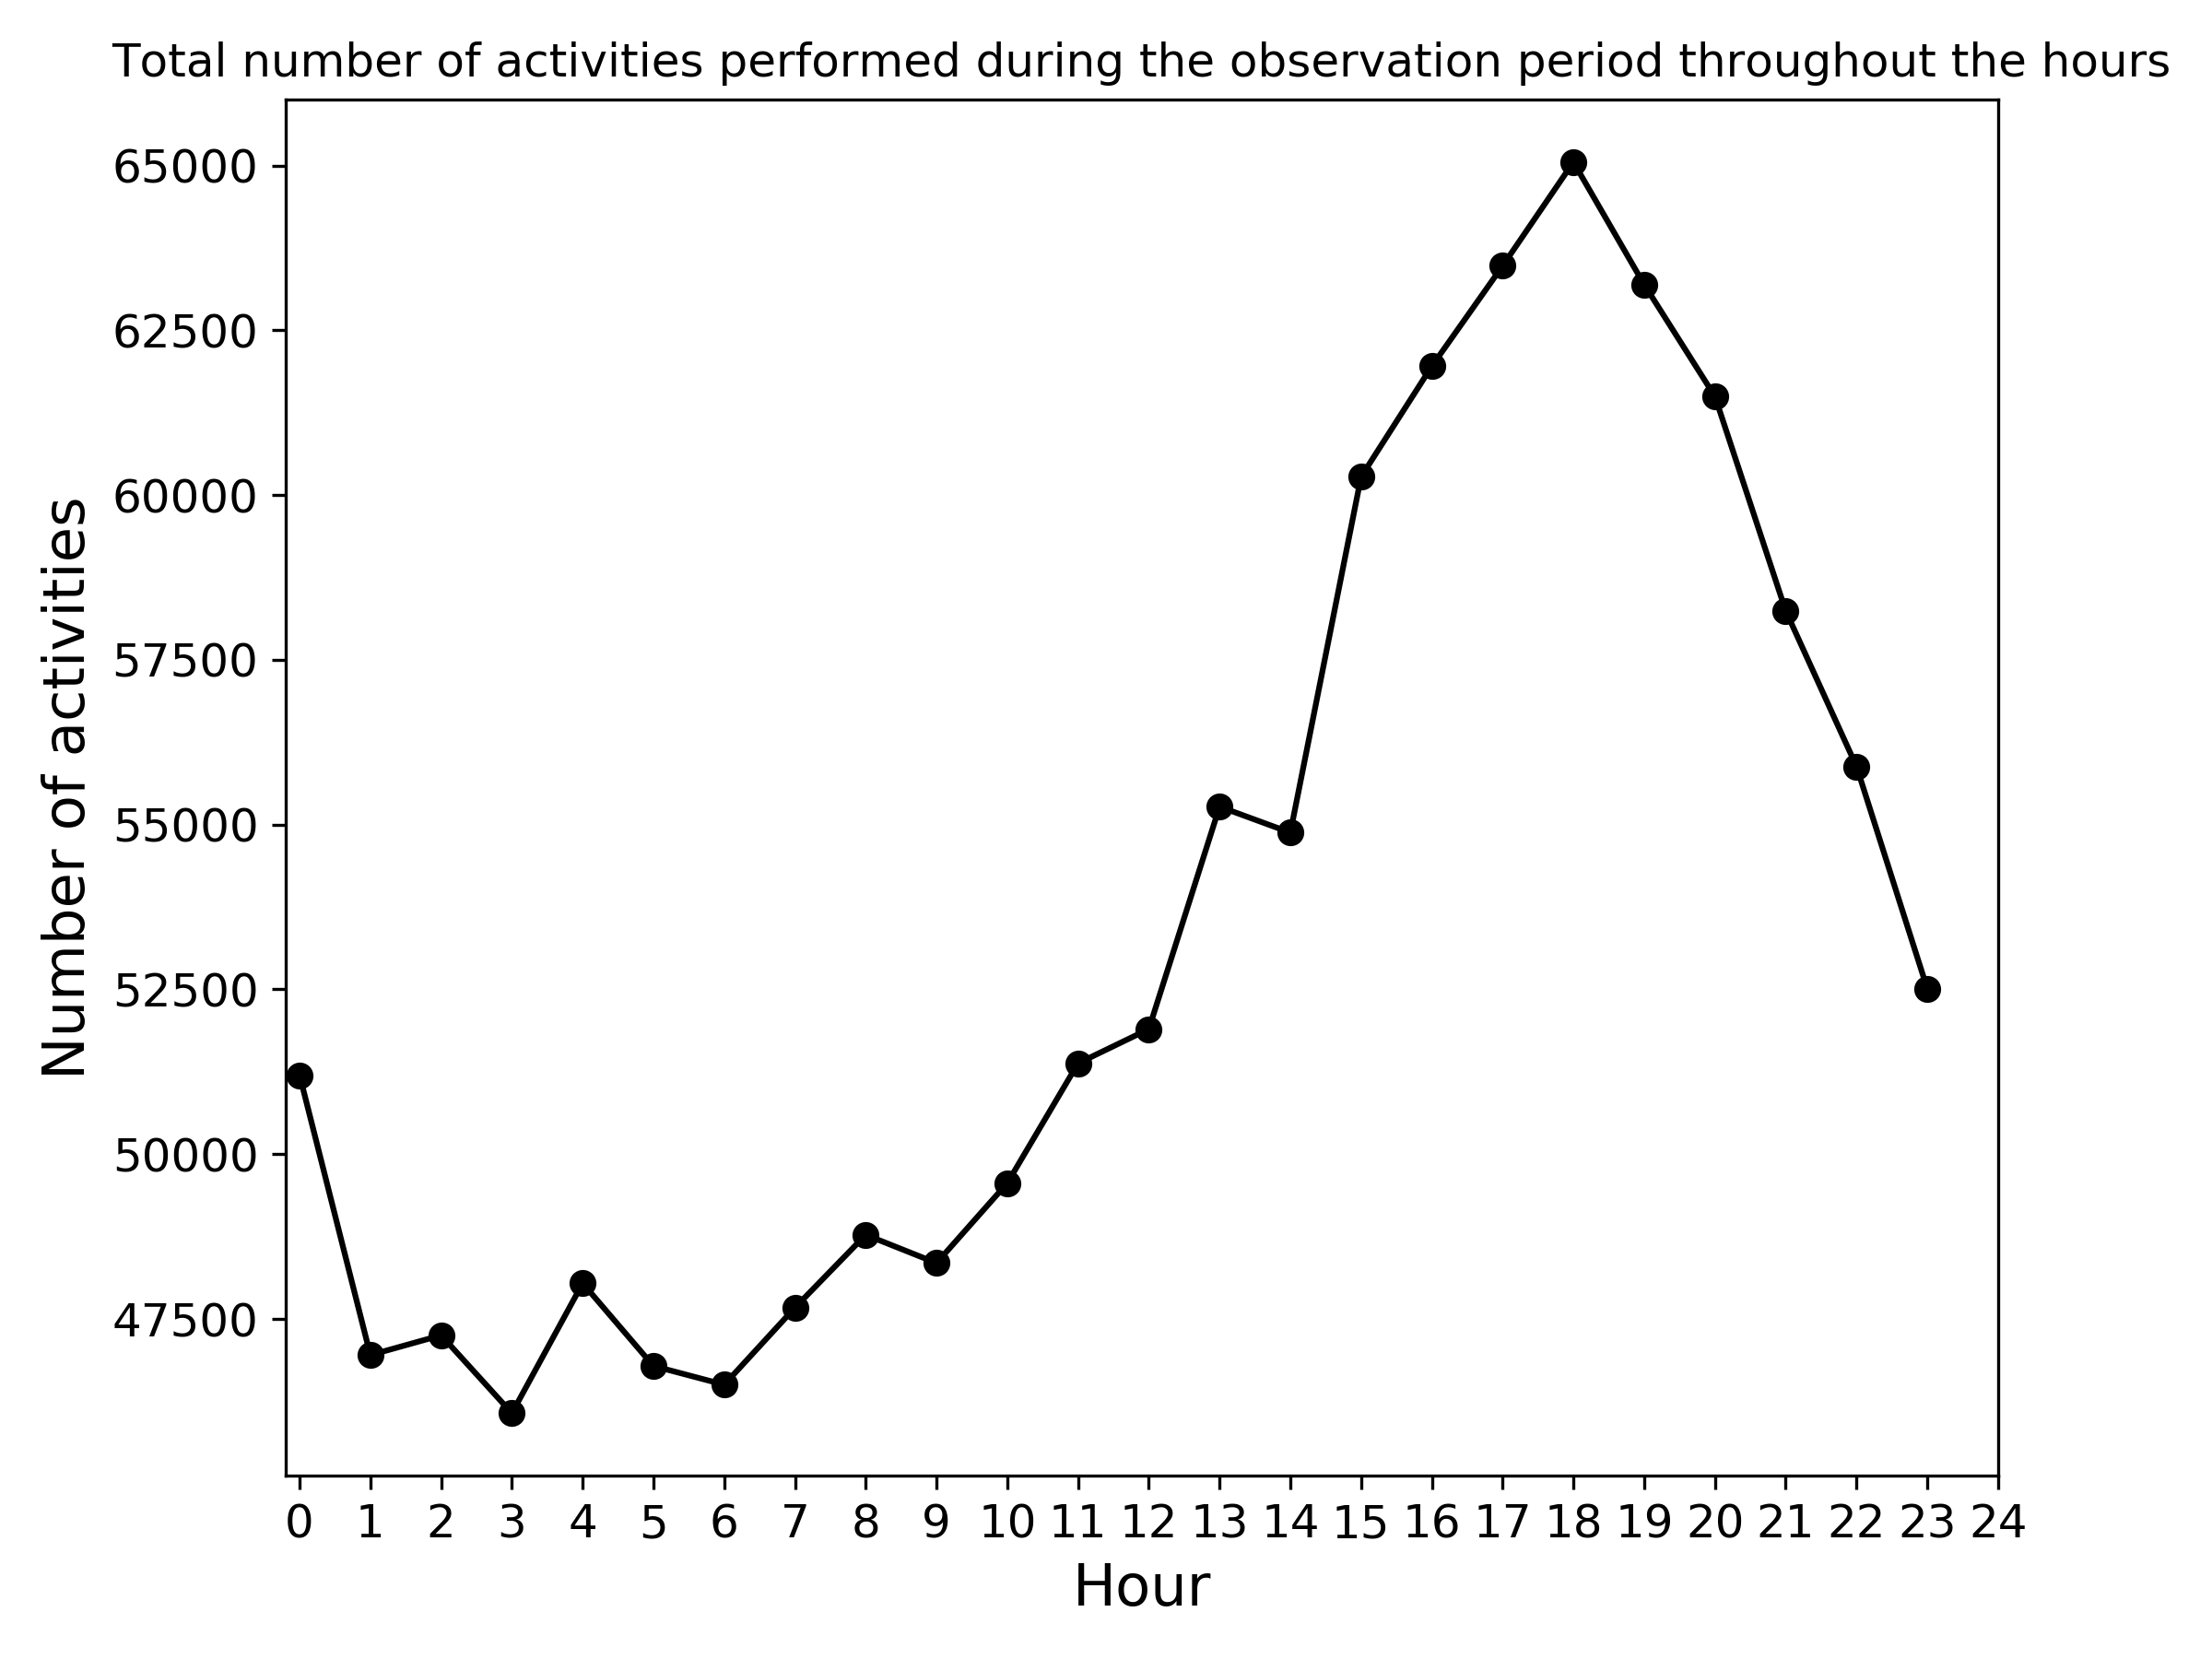 Total number of activities performed during the observation period throughout the hours
65000
62500
60000
57500
55000
52500
50000
47500
Number of activities
0 1 2 3 4 5 6 7 8 9 10 11 12 13 14 15 16 17 18 19 20 21 22 23 24
Hour